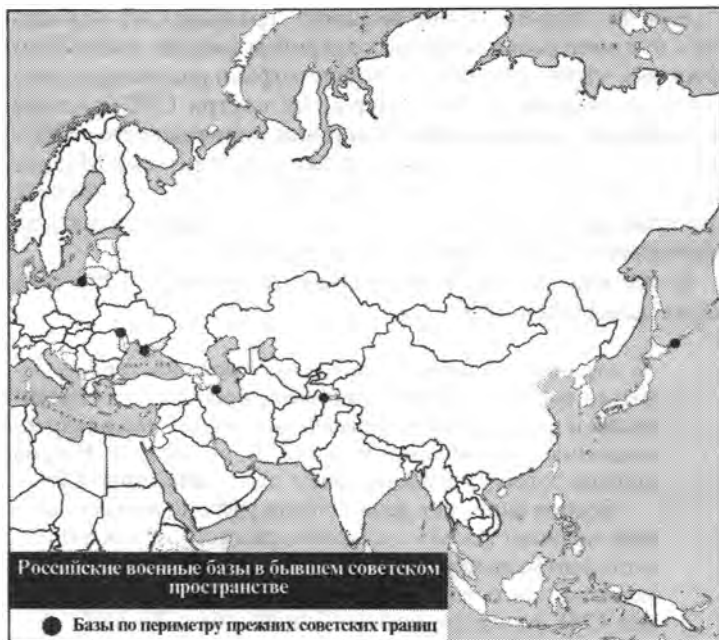 Российские военные базы в бывшем советском
пространстве
Базы по периметру прежних советских границ